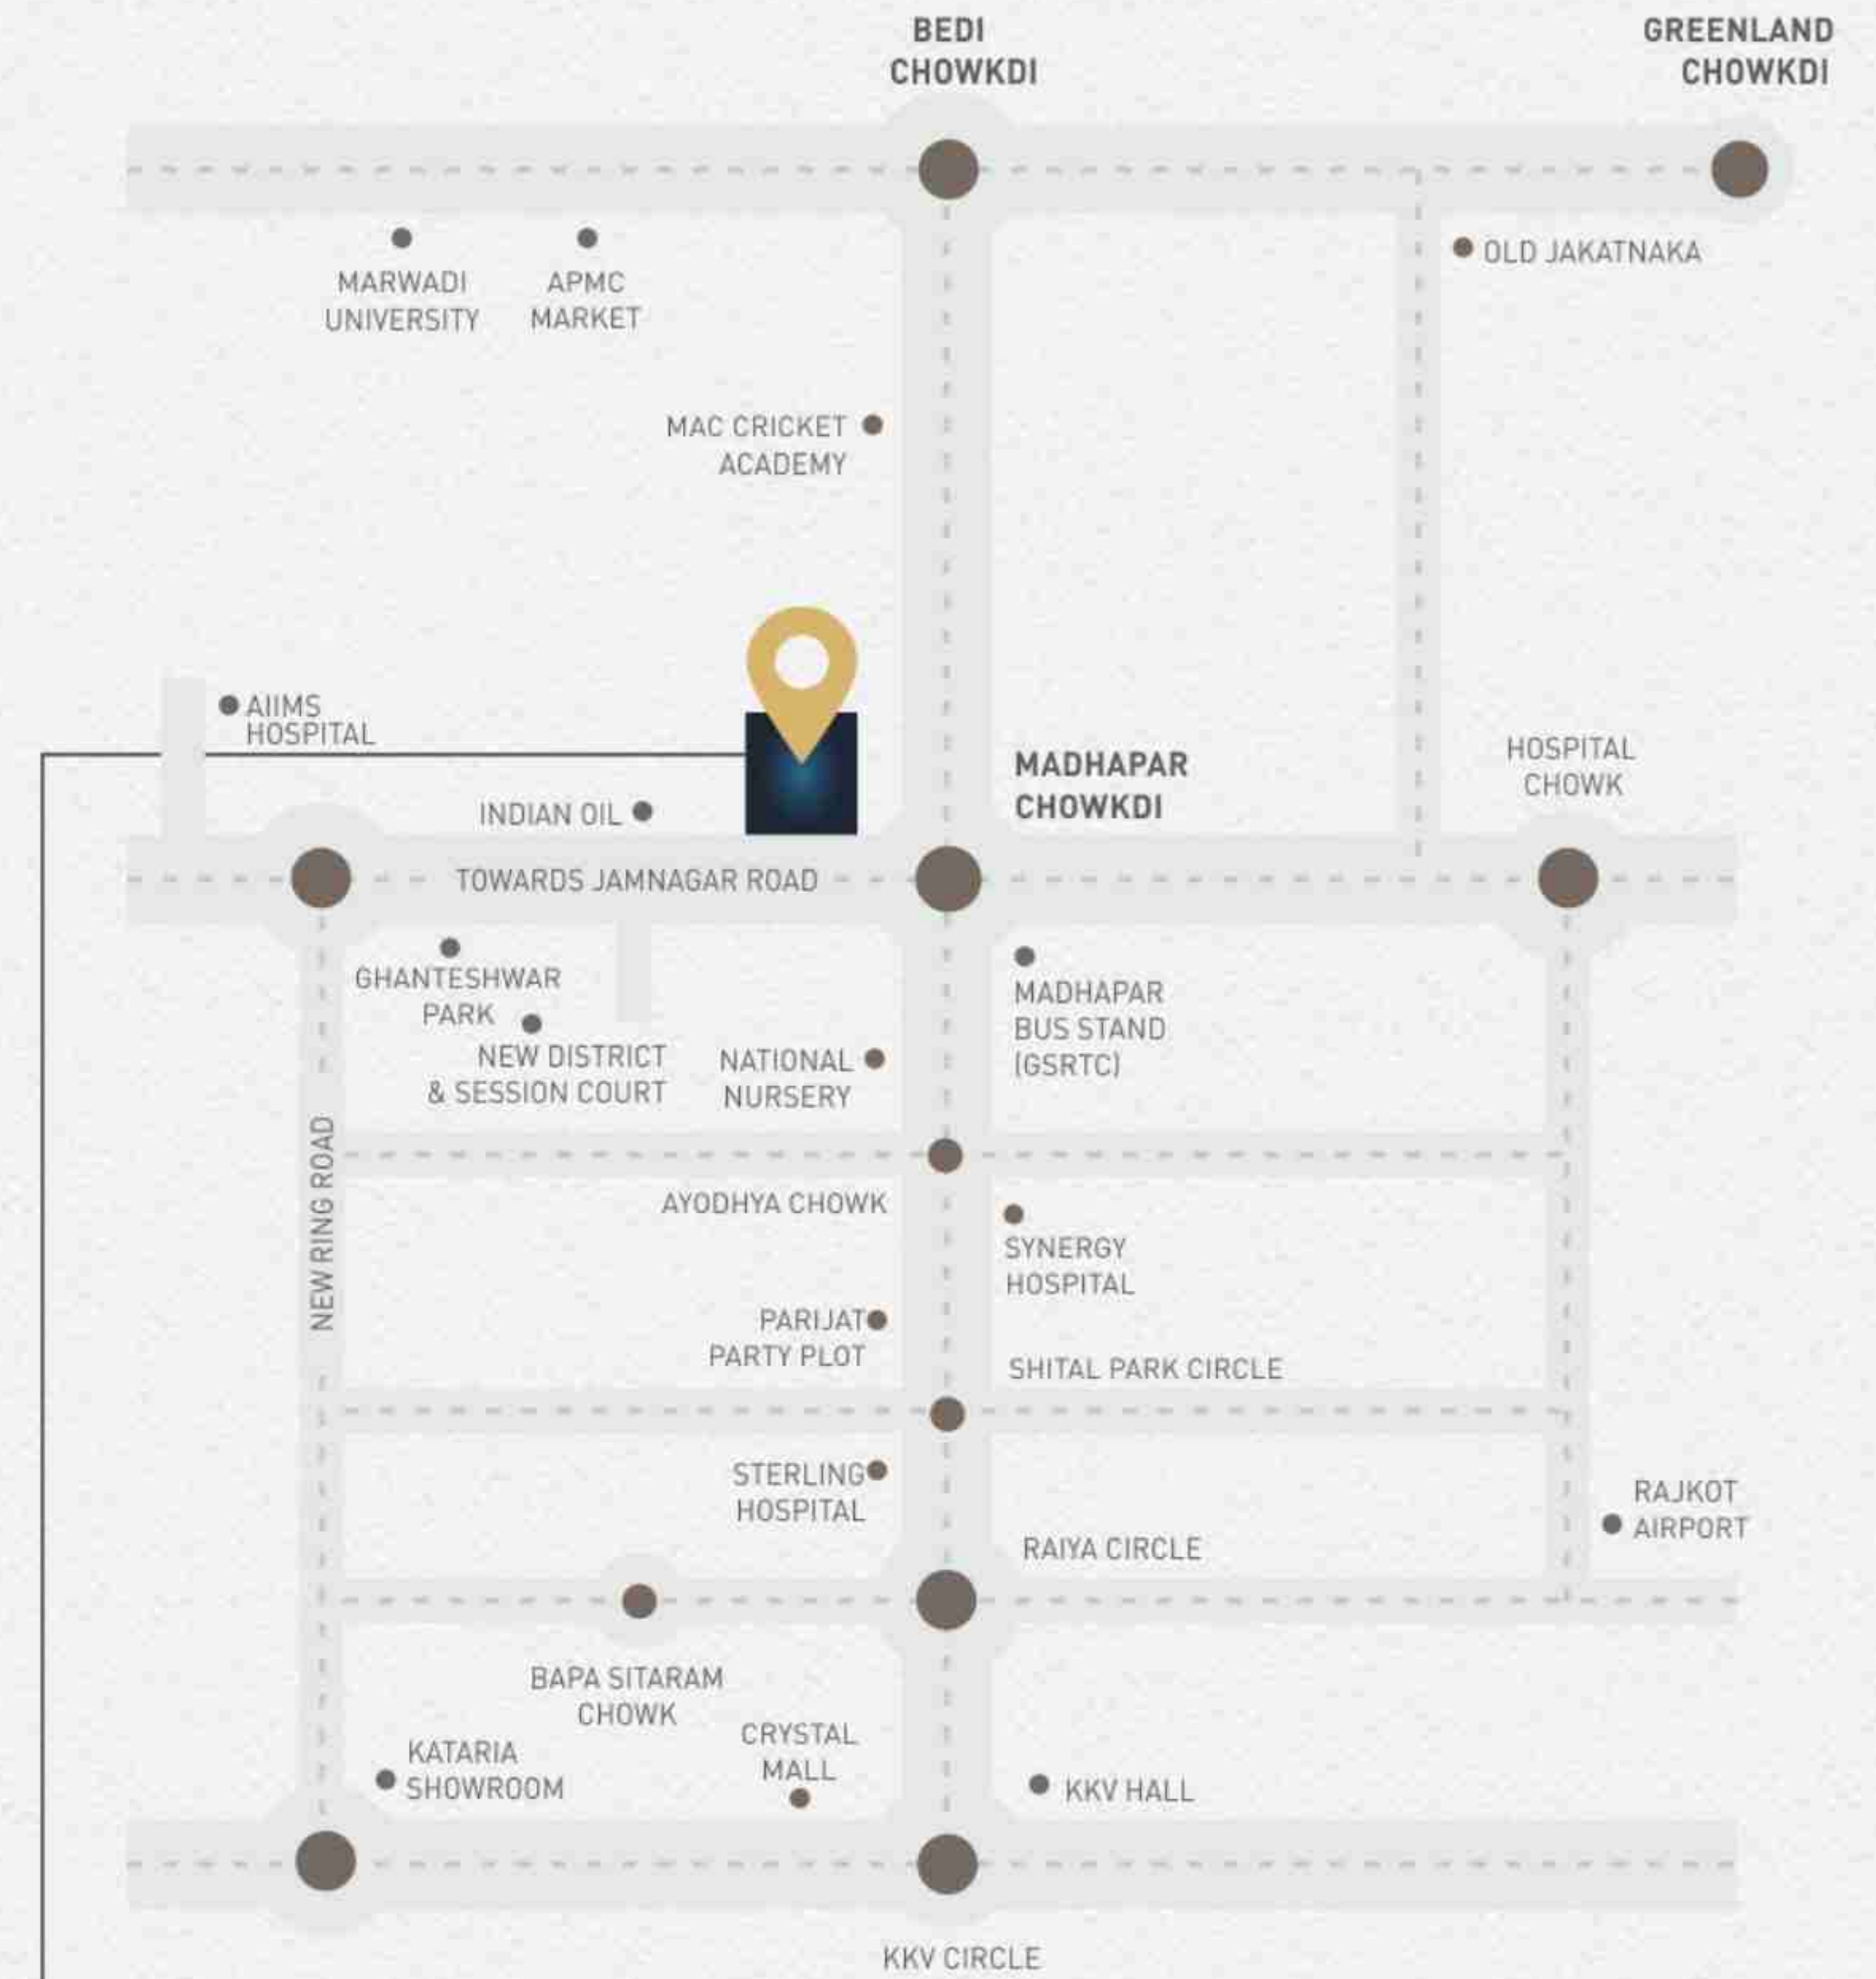 BEDI
CHOWKDI
GREENLAND
CHOWKDI
MARWADI
UNIVERSITY
APMC
MARKET
OLD JAKATNAKA
MAC CRICKET
ACADEMY
AIIMS
HOSPITAL
INDIAN OIL
MADHAPAR
CHOWKDI
HOSPITAL
CHOWK
TOWARDS JAMNAGAR ROAD
GHANTESHWAR
PARK
NEW DISTRICT
& SESSION COURT
NATIONAL
NURSERY
MADHAPAR
BUS STAND
(GSRTC)
NEW RING ROAD
AYODHYA CHOWK
SYNERGY
HOSPITAL
PARIJAT
PARTY PLOT
SHITAL PARK CIRCLE
STERLING
HOSPITAL
RAIYA CIRCLE
RAJKOT
AIRPORT
BAPA SITARAM
CHOWK
KATARIA
SHOWROOM
CRYSTAL
MALL
KKV HALL
KKV CIRCLE